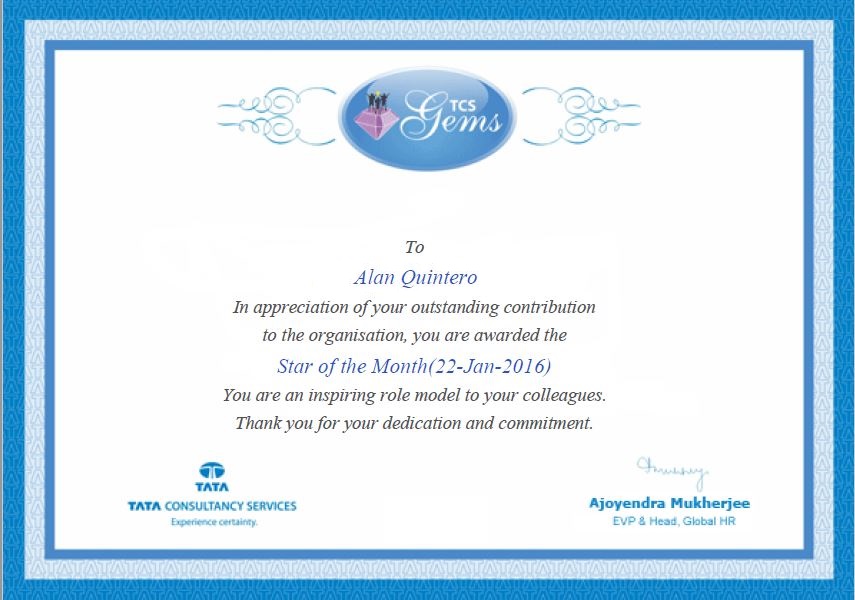 TCS
Gems
To
Alan Quintero
In appreciation of your outstanding contribution
to the organisation, you are awarded the
Star of the Month(22-Jan-2016)
You are an inspiring role model to your colleagues.
Thank you for your dedication and commitment.
TATA
TATA CONSULTANCY SERVICES
Experience certainty.
Ajoyendra Mukherjee
EVP & Head, Global HR